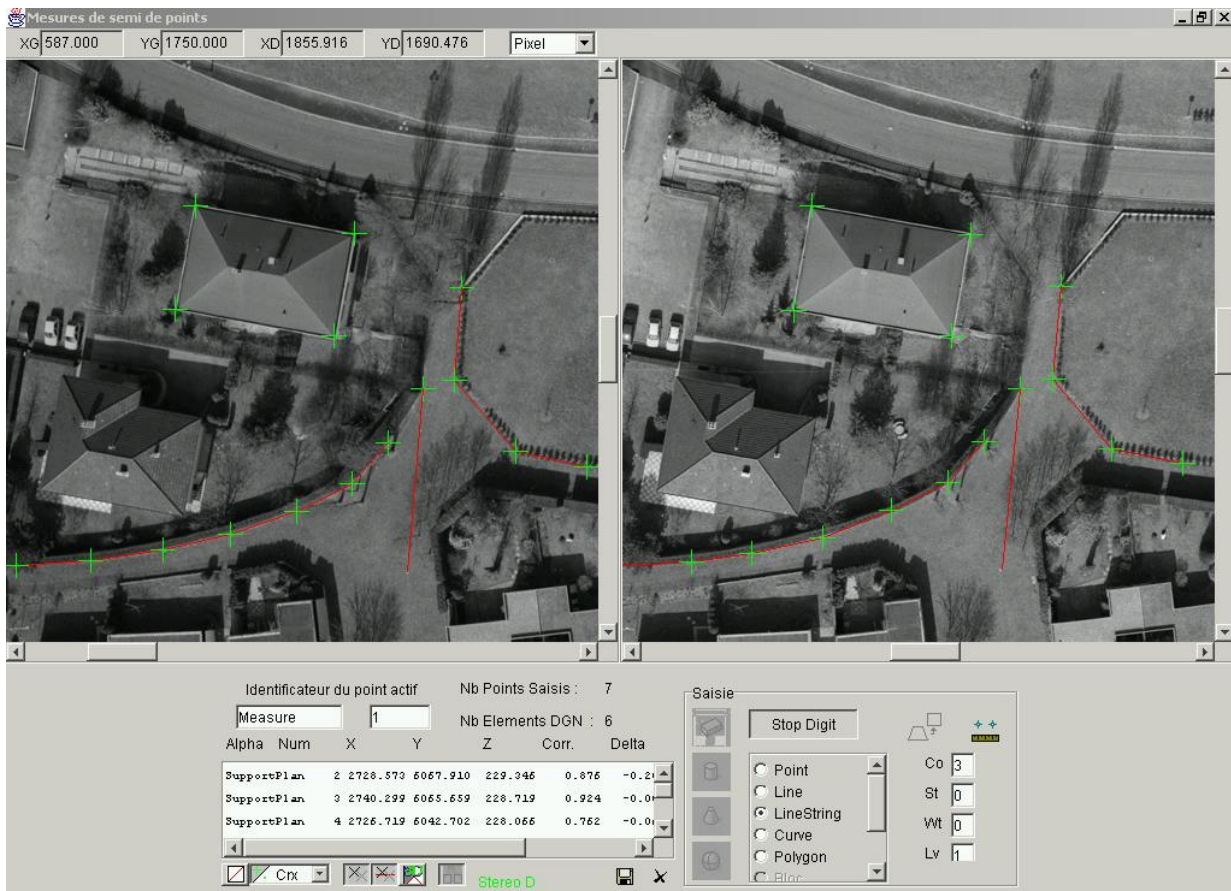 Mesures de semi de points
XG 587.000 YG 1750.000 XD 1855.916 YD 1690.476 Pixel
Identificateur du point actif
Nb Points Saisis : 7
Measure 1
Nb Elements DGN : 6
Alpha Num X Y Z Corr. Delta
SupportPlan 2 2728.573 6067.910 229.346 0.876
SupportPlan 3 2740.299 6065.659 228.719 0.924
SupportPlan 4 2726.719 6042.702 228.066 0.762
Crx
Stereo D
Saisie
Stop Digit
Point
Line
LineString
Curve
Polygon
Bloc
Co 3
St 0
Wt 0
Lv 1